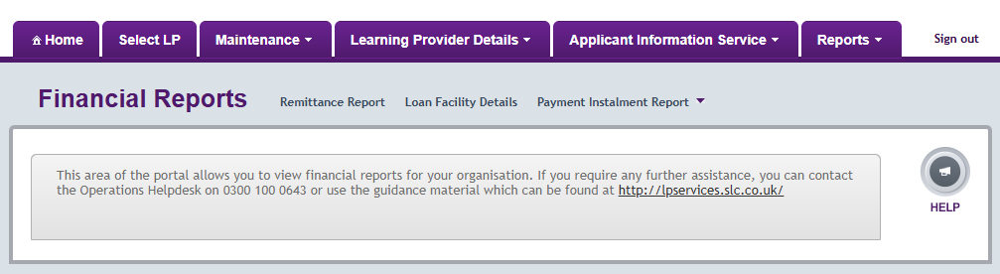 Home Select LP Maintenance Learning Provider Details Applicant Information Service Reports Sign out
Financial Reports Remittance Report Loan Facility Details Payment Instalment Report
This area of the portal allows you to view financial reports for your organisation. If you require any further assistance, you can contact
the Operations Helpdesk on 0300 100 0643 or use the guidance material which can be found at http://lpservices.slc.co.uk/
HELP